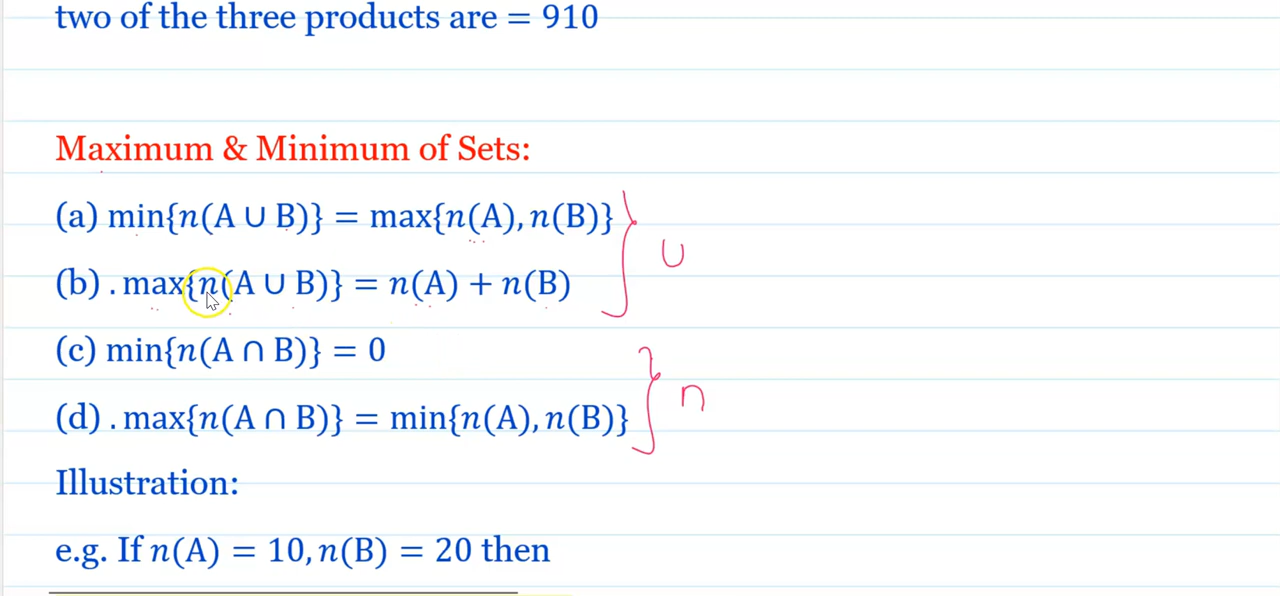 two of the three products are = 910
Maximum & Minimum of Sets:
(a) min{n(A ∪ B)} = max{n(A), n(B)}
(b) . max{n(A ∪ B)} = n(A) + n(B)
∪
(c) min{n(A ∩ B)} = 0
(d) . max{n(A ∩ B)} = min{n(A), n(B)}
∩
Illustration:
e.g. If n(A) = 10, n(B) = 20 then